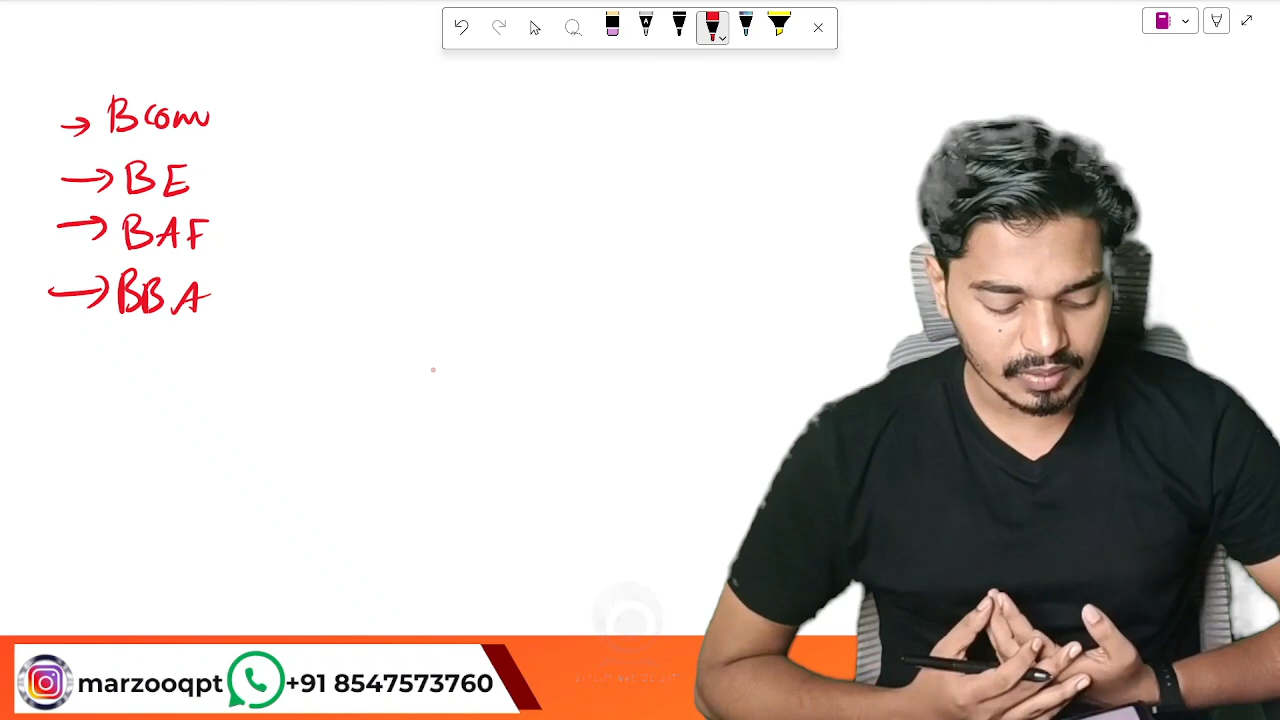 → Bcom
→ BE
→ BAF
→ BBA
marzooqpt +91 8547573760